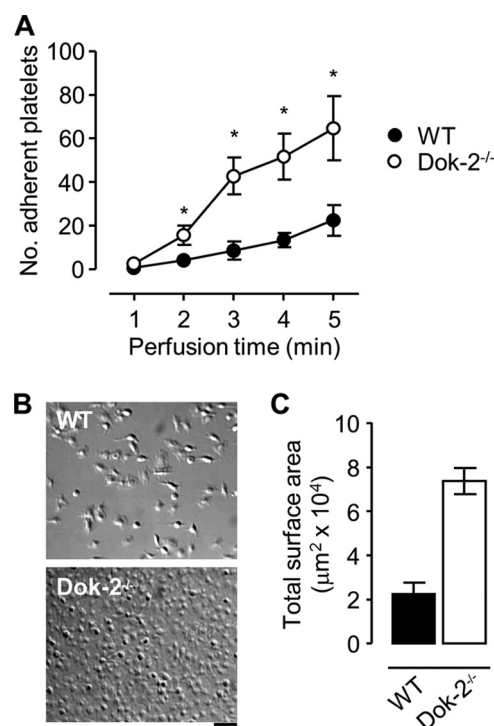 A
No. adherent platelets
100
80
60
40
20
0
*
*
*
*
1 2 3 4 5
Perfusion time (min)
WT
Dok-2⁻/⁻
B
WT
Dok-2⁻/⁻
C
Total surface area
(µm² x 10⁴)
10
8
6
4
2
0
WT
Dok-2⁻/⁻